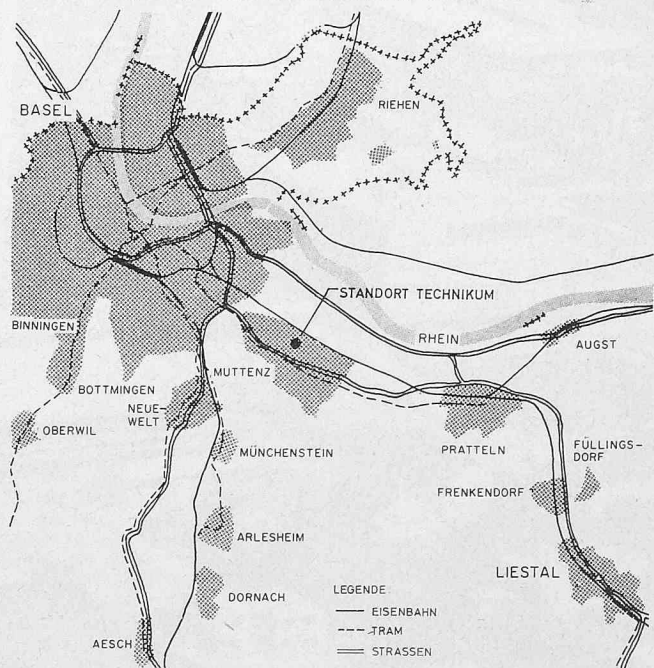 BASEL
RIEHEN
STANDORT TECHNIKUM
BINNINGEN
RHEIN
AUGST
BOTTMINGEN
MUTTENZ
NEUE-
WELT
OBERWIL
MÜNCHENSTEIN
PRATTELN
FÜLLINGS-
DORF
FRENKENDORF
ARLESHEIM
LIESTAL
DORNACH
AESCH
LEGENDE
EISENBAHN
TRAM
STRASSEN